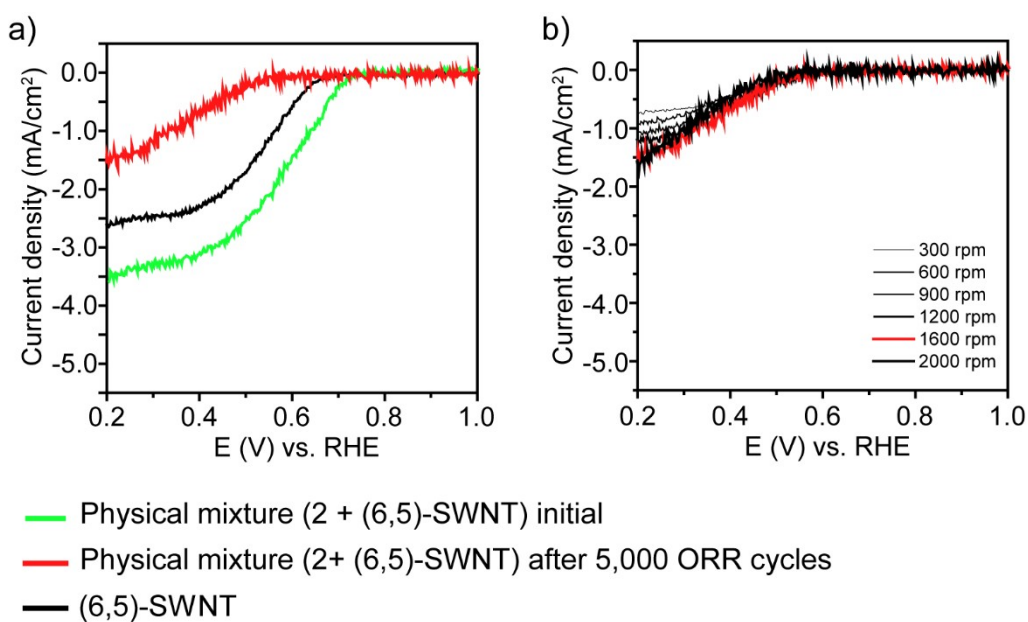 a)
0.0
-1.0
-2.0
-3.0
-4.0
-5.0
Current density (mA/cm²)
0.2 0.4 0.6 0.8 1.0
E (V) vs. RHE
b)
0.0
-1.0
-2.0
-3.0
-4.0
-5.0
Current density (mA/cm²)
300 rpm
600 rpm
900 rpm
1200 rpm
1600 rpm
2000 rpm
0.2 0.4 0.6 0.8 1.0
E (V) vs. RHE
Physical mixture (2 + (6,5)-SWNT) initial
Physical mixture (2+ (6,5)-SWNT) after 5,000 ORR cycles
(6,5)-SWNT